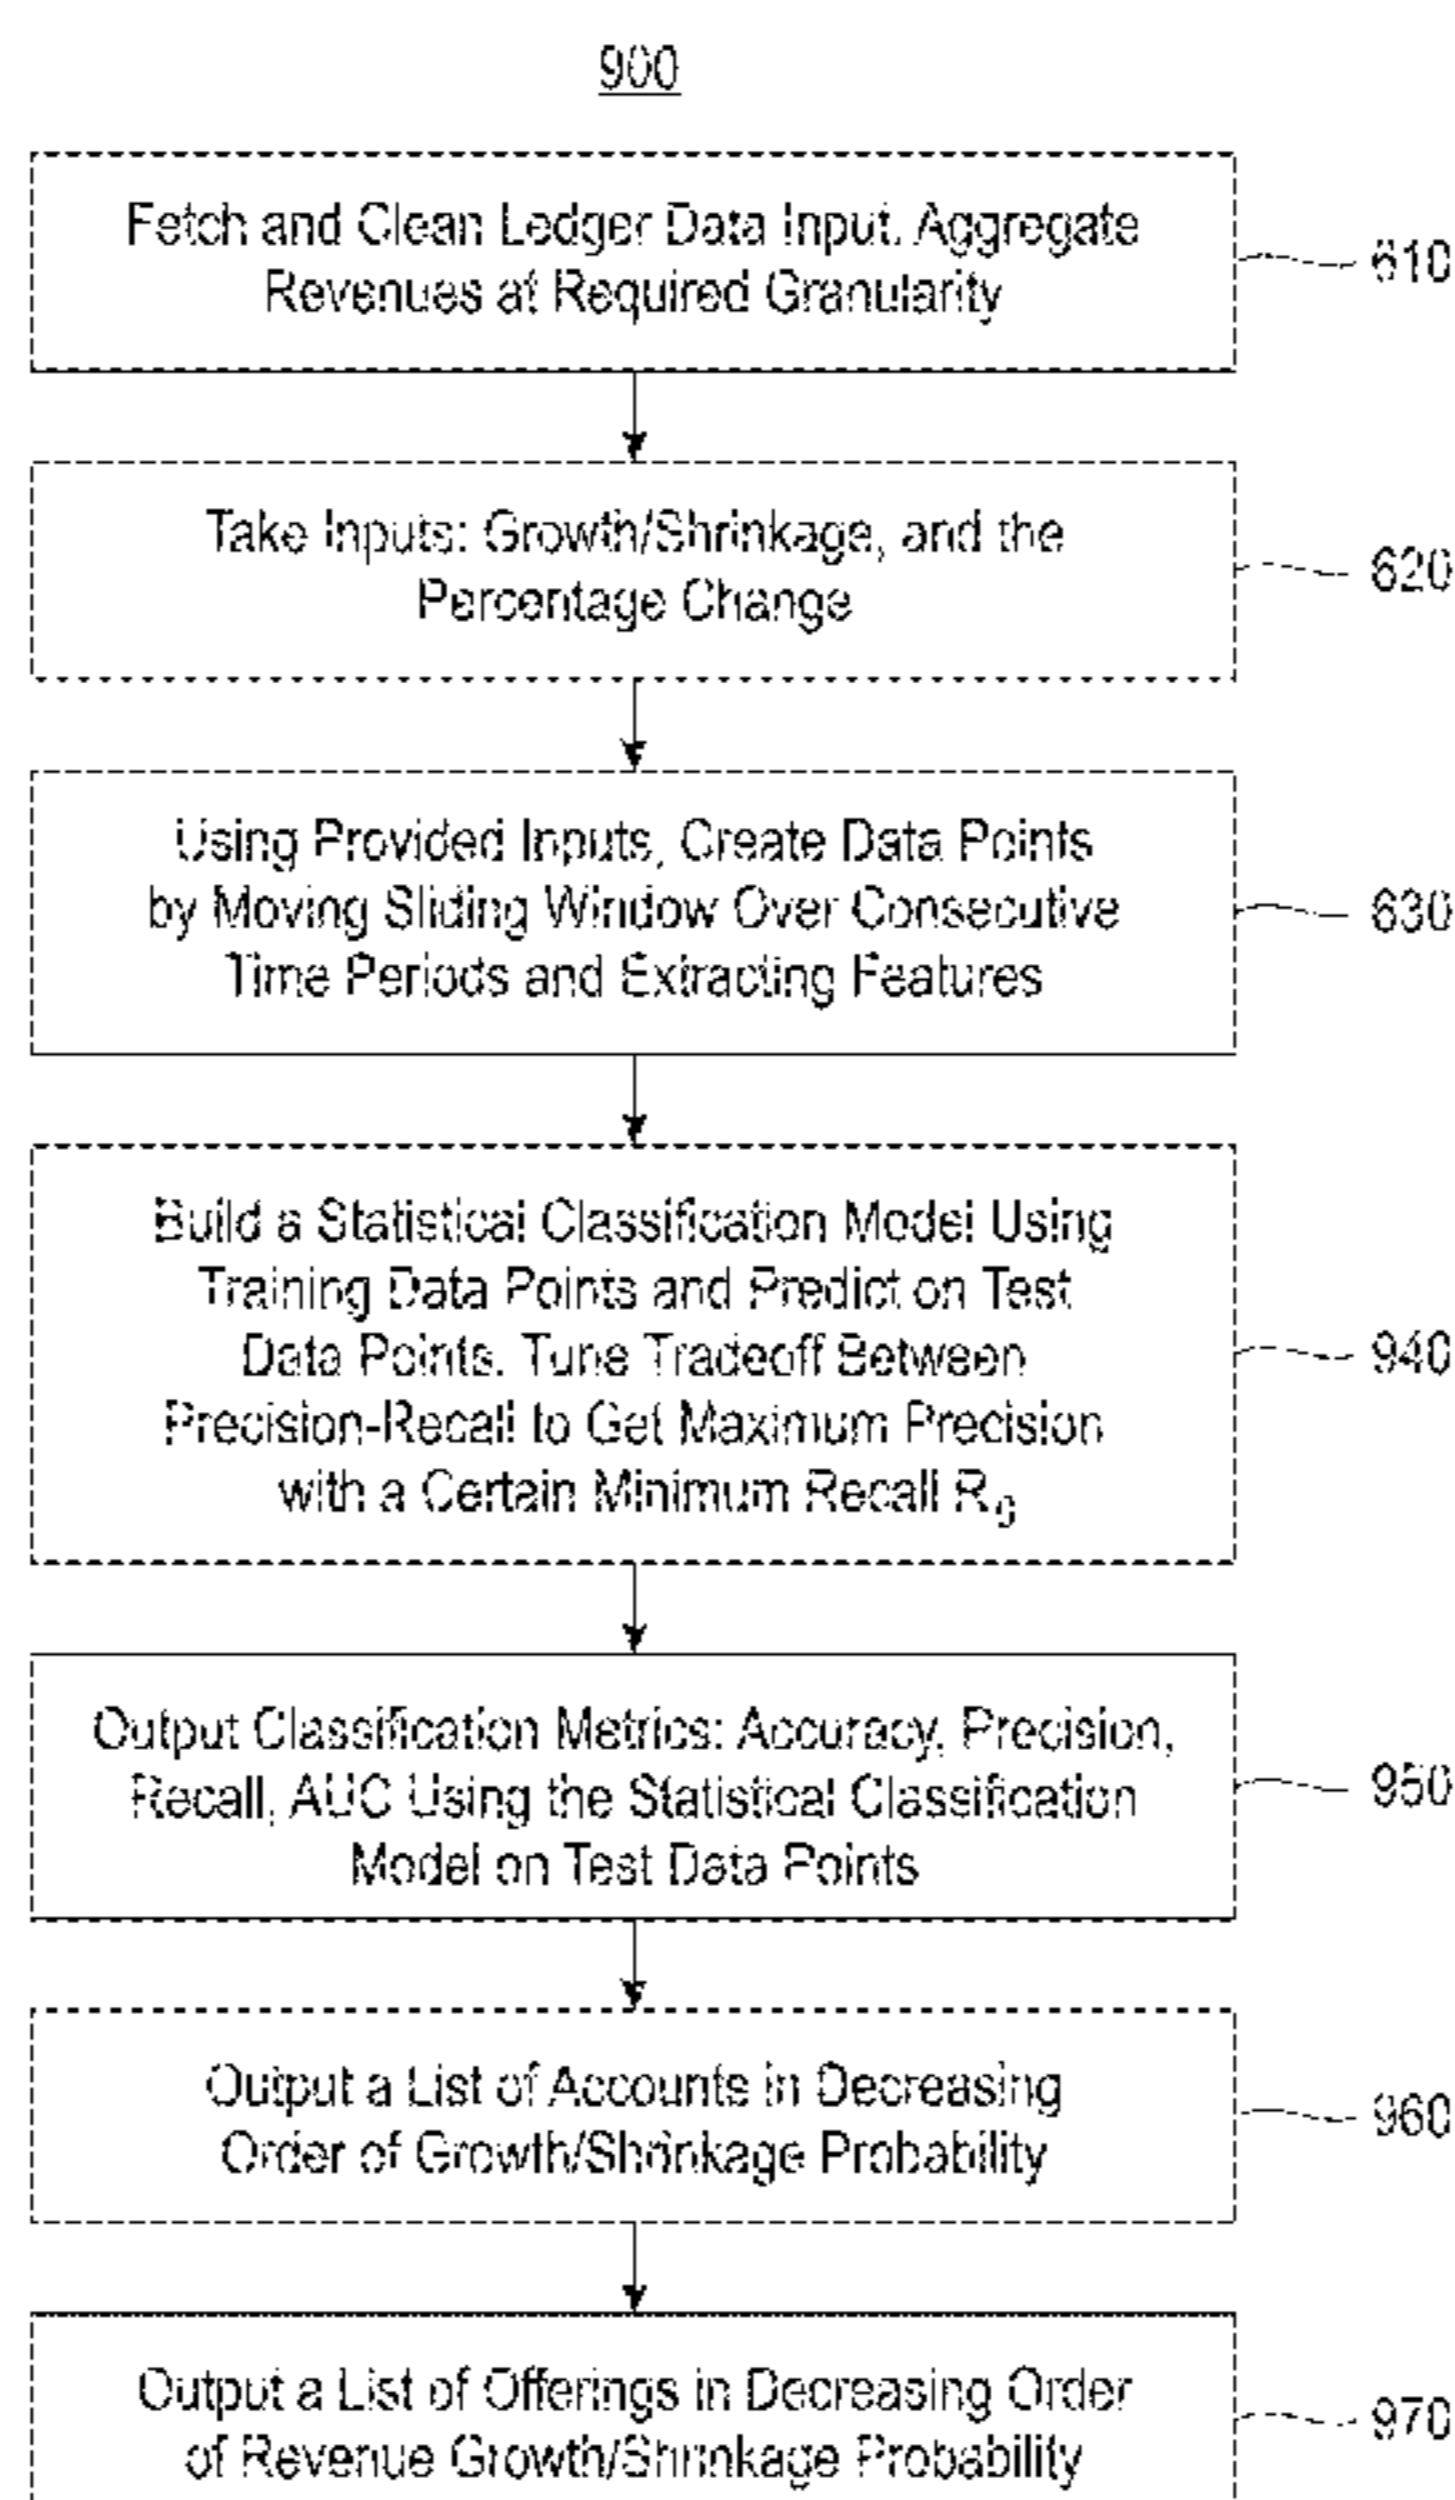 900
Fetch and Clean Ledger Data Input. Aggregate
Revenues at Required Granularity
610
Take Inputs: Growth/Shrinkage, and the
Percentage Change
620
Using Provided Inputs, Create Data Points
by Moving Sliding Window Over Consecutive
Time Periods and Extracting Features
630
Build a Statistical Classification Model Using
Training Data Points and Predict on Test
Data Points. Tune Tradeoff Between
Precision-Recall to Get Maximum Precision
with a Certain Minimum Recall R₀
940
Output Classification Metrics: Accuracy, Precision,
Recall, AUC Using the Statistical Classification
Model on Test Data Points
950
Output a List of Accounts in Decreasing
Order of Growth/Shrinkage Probability
960
Output a List of Offerings in Decreasing Order
of Revenue Growth/Shrinkage Probability
970